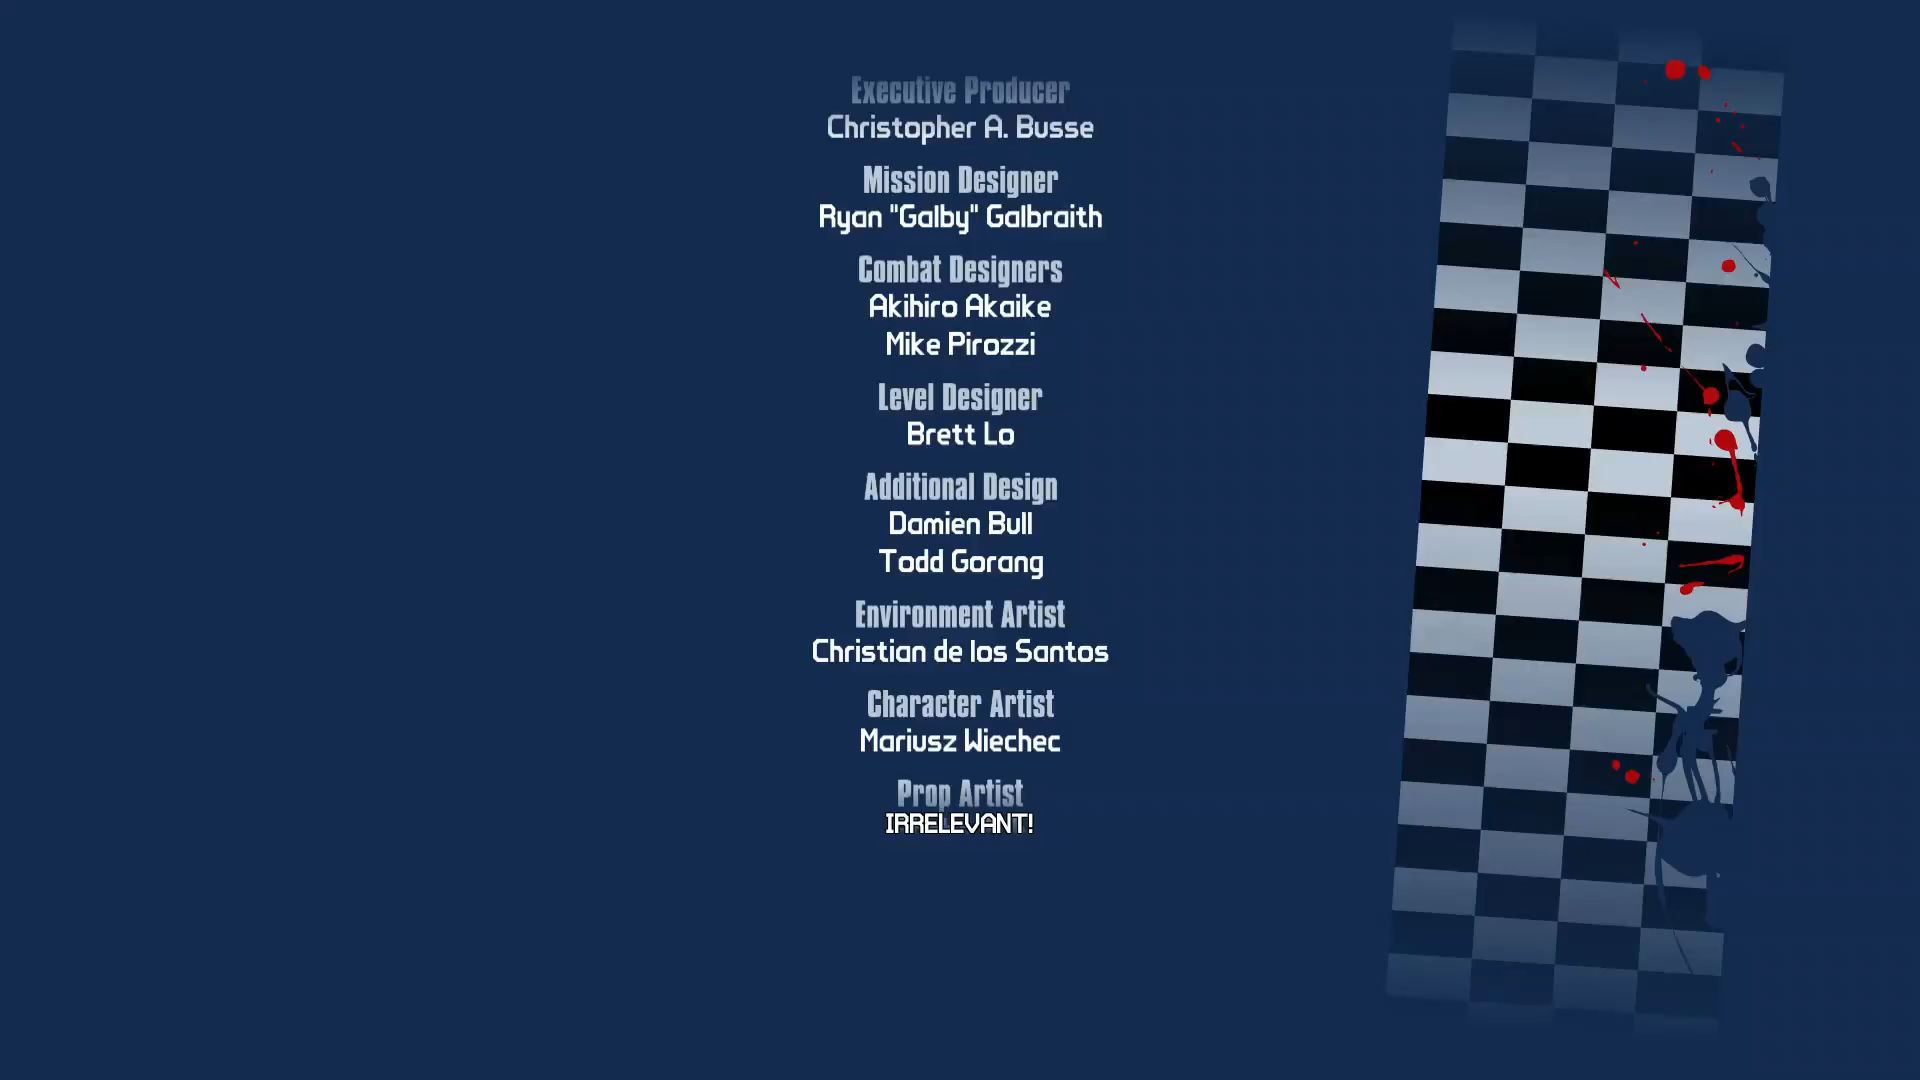 Executive Producer
Christopher A. Busse
Mission Designer
Ryan "Galby" Galbraith
Combat Designers
Akihiro Akaike
Mike Pirozzi
Level Designer
Brett Lo
Additional Design
Damien Bull
Todd Gorang
Environment Artist
Christian de los Santos
Character Artist
Mariusz Wiechec
Prop Artist
IRRELEVANT!